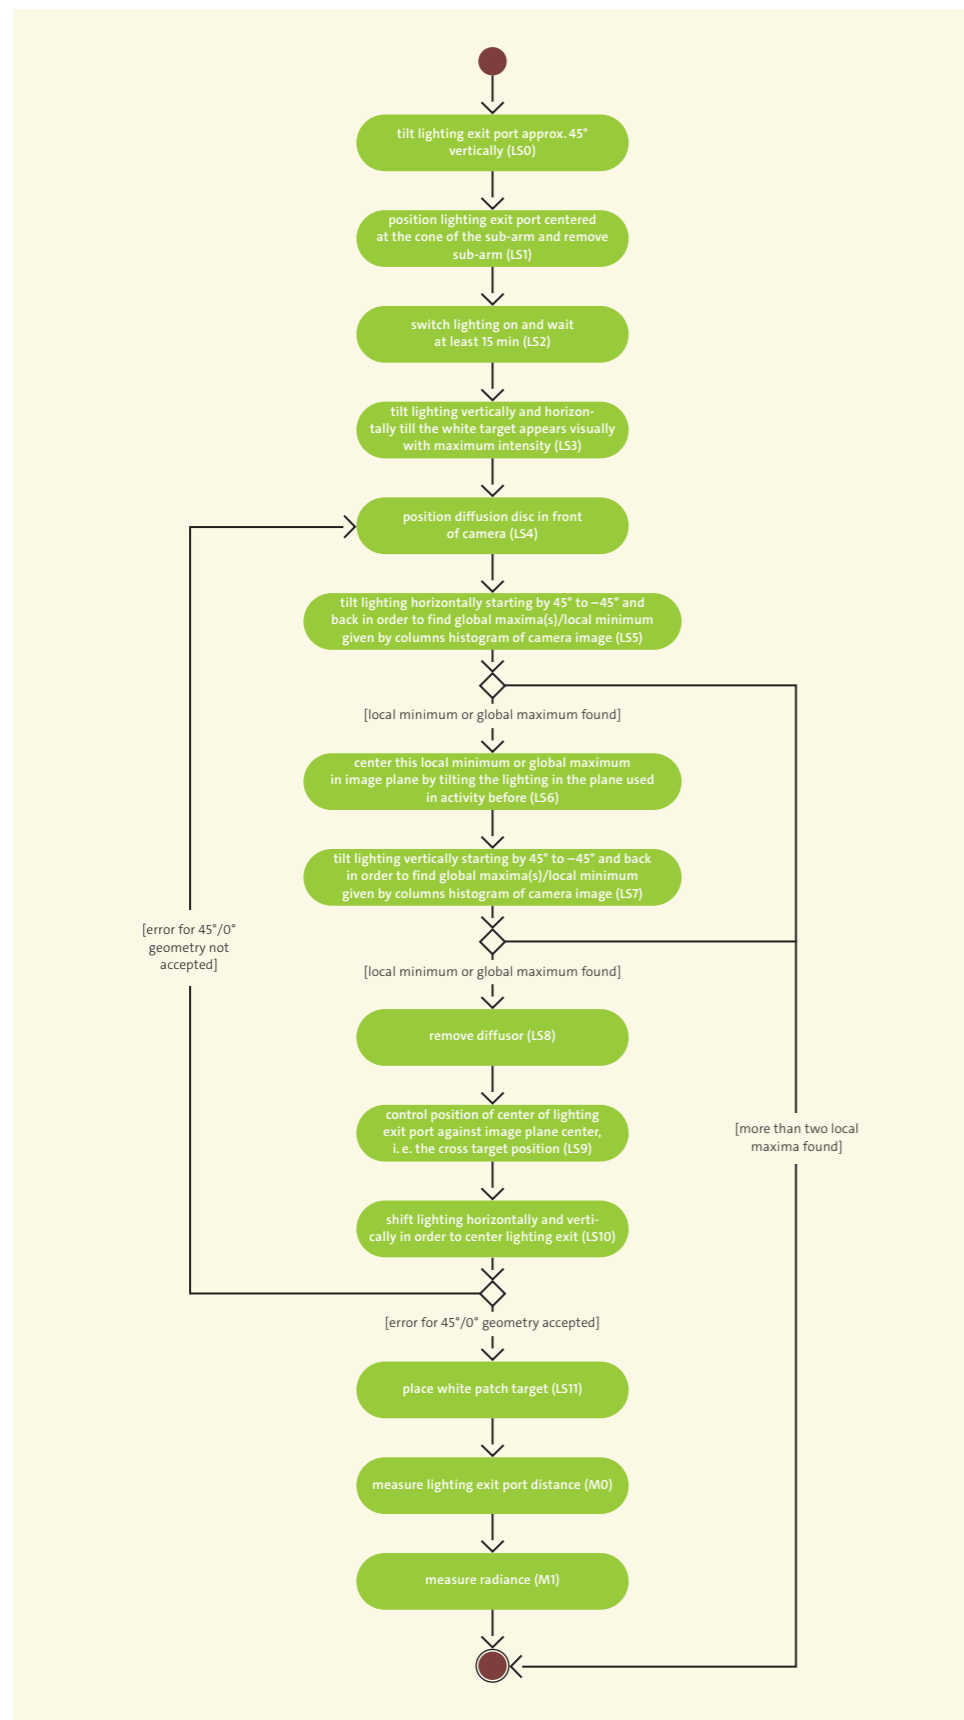 tilt lighting exit port approx. 45°
vertically (LS0)
position lighting exit port centered
at the cone of the sub-arm and remove
sub-arm (LS1)
switch lighting on and wait
at least 15 min (LS2)
tilt lighting vertically and horizon-
tally till the white target appears visually
with maximum intensity (LS3)
position diffusion disc in front
of camera (LS4)
tilt lighting horizontally starting by 45° to –45° and
back in order to find global maxima(s)/local minimum
given by columns histogram of camera image (LS5)
[local minimum or global maximum found]
center this local minimum or global maximum
in image plane by tilting the lighting in the plane used
in activity before (LS6)
tilt lighting vertically starting by 45° to –45° and back
in order to find global maxima(s)/local minimum
given by columns histogram of camera image (LS7)
[error for 45°/0°
geometry not
accepted]
[local minimum or global maximum found]
remove diffusor (LS8)
control position of center of lighting
exit port against image plane center,
i. e. the cross target position (LS9)
[more than two local
maxima found]
shift lighting horizontally and verti-
cally in order to center lighting exit (LS10)
[error for 45°/0° geometry accepted]
place white patch target (LS11)
measure lighting exit port distance (M0)
measure radiance (M1)